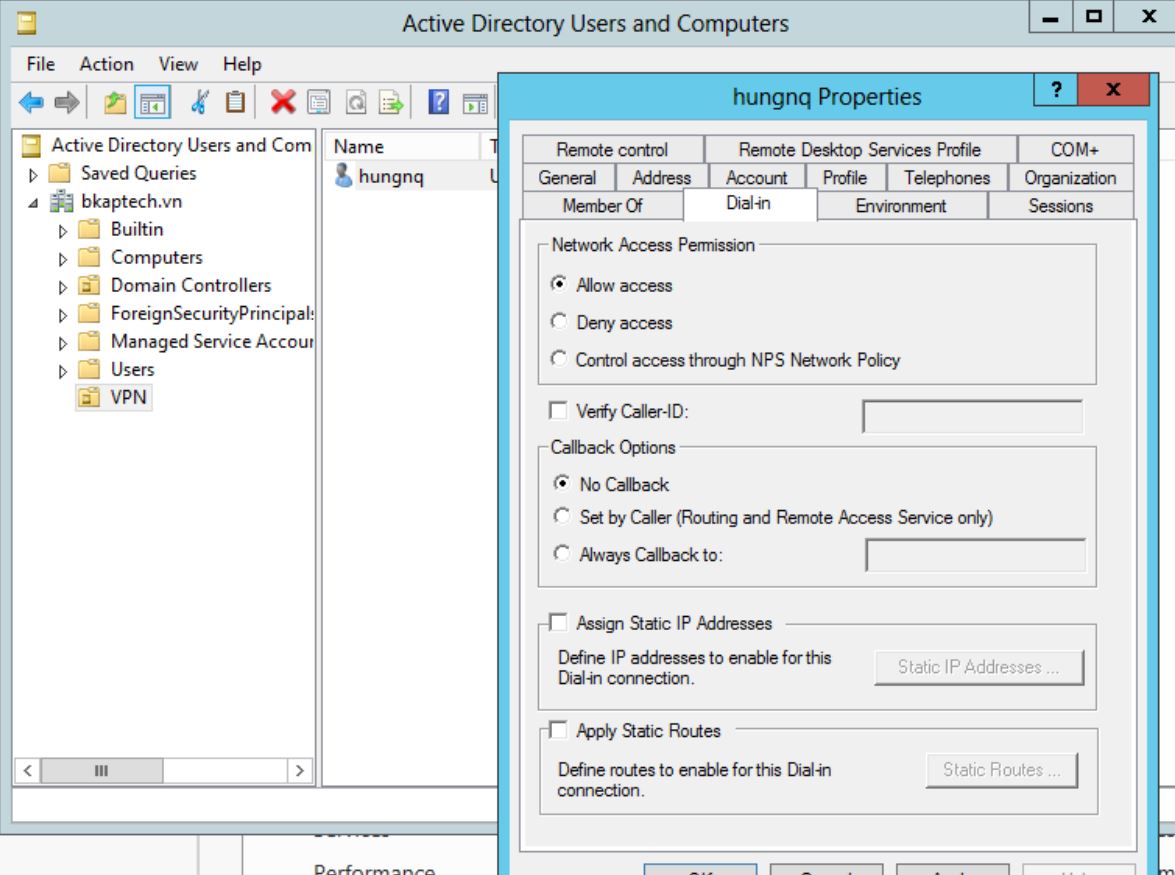 Active Directory Users and Computers
File Action View Help
Active Directory Users and Com
Saved Queries
bkaptech.vn
Builtin
Computers
Domain Controllers
ForeignSecurityPrincipals
Managed Service Accour
Users
VPN
Name
hungnq
hungnq Properties
? x
Remote control Remote Desktop Services Profile COM+
General Address Account Profile Telephones Organization
Member Of Dial-in Environment Sessions
Network Access Permission
Allow access
Deny access
Control access through NPS Network Policy
Verify Caller-ID:
Callback Options
No Callback
Set by Caller (Routing and Remote Access Service only)
Always Callback to:
Assign Static IP Addresses
Define IP addresses to enable for this
Dial-in connection.
Static IP Addresses ...
Apply Static Routes
Define routes to enable for this Dial-in
connection.
Static Routes ...
Performance